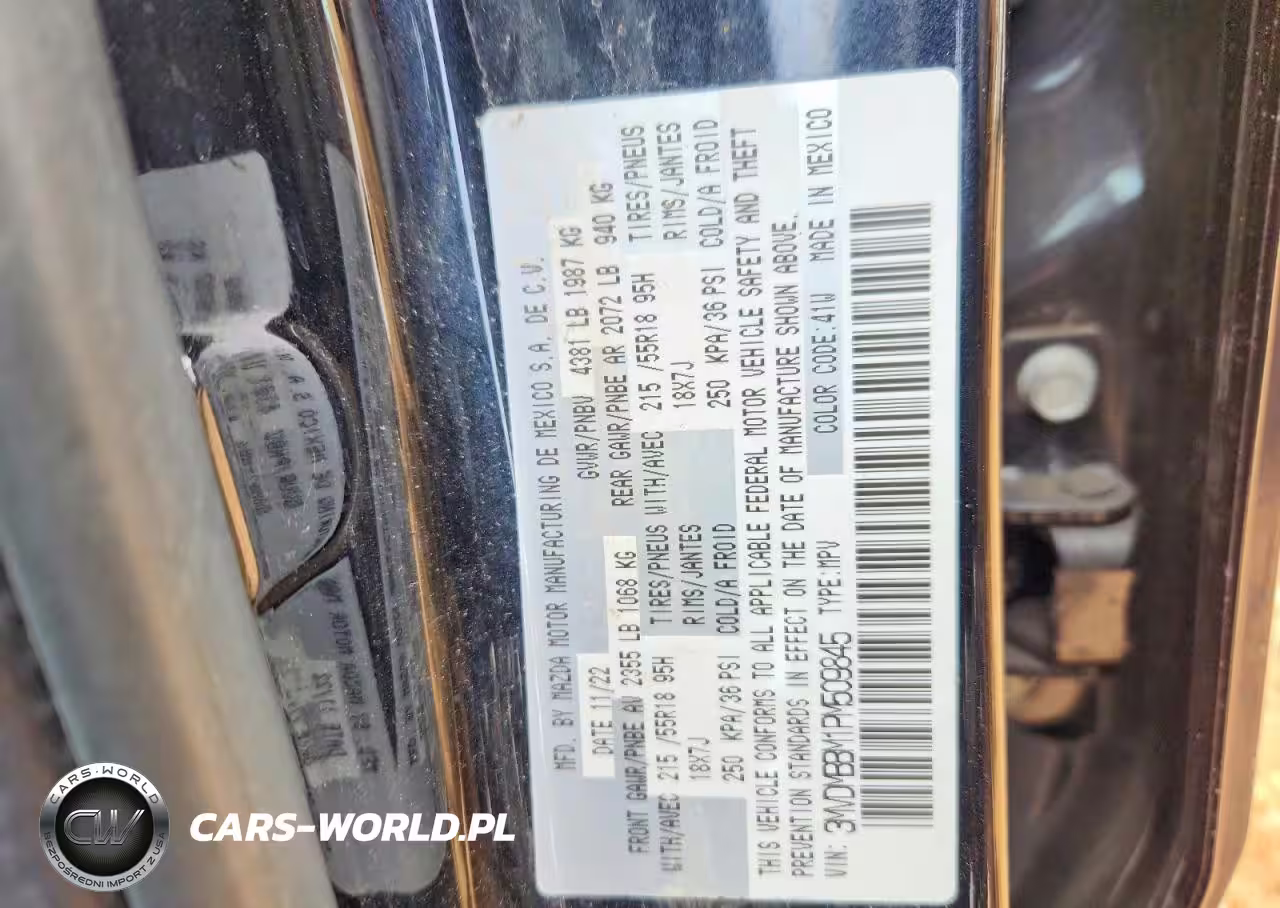 MFD. BY MAZDA MOTOR MANUFACTURING DE MEXICO S.A. DE C.V.
DATE 11/22 GVWR/PNBV 4381 LB 1987 KG
FRONT GAWR/PNBE AV 2355 LB 1068 KG REAR GAWR/PNBE AR 2072 LB 940 KG
WITH/AVEC 215 /55R18 95H TIRES/PNEUS WITH/AVEC 215 /55R18 95H TIRES/PNEUS
18X7J RIMS/JANTES 18X7J RIMS/JANTES
250 KPA/36 PSI COLD/A FROID 250 KPA/36 PSI COLD/A FROID
THIS VEHICLE CONFORMS TO ALL APPLICABLE FEDERAL MOTOR VEHICLE SAFETY AND THEFT
PREVENTION STANDARDS IN EFFECT ON THE DATE OF MANUFACTURE SHOWN ABOVE.
VIN: 3MVDMBBM1PM509845 TYPE:MPV COLOR CODE:41W MADE IN MEXICO
CARS-WORLD
CW
BEZPOŚREDNI IMPORT Z USA
CARS-WORLD.PL